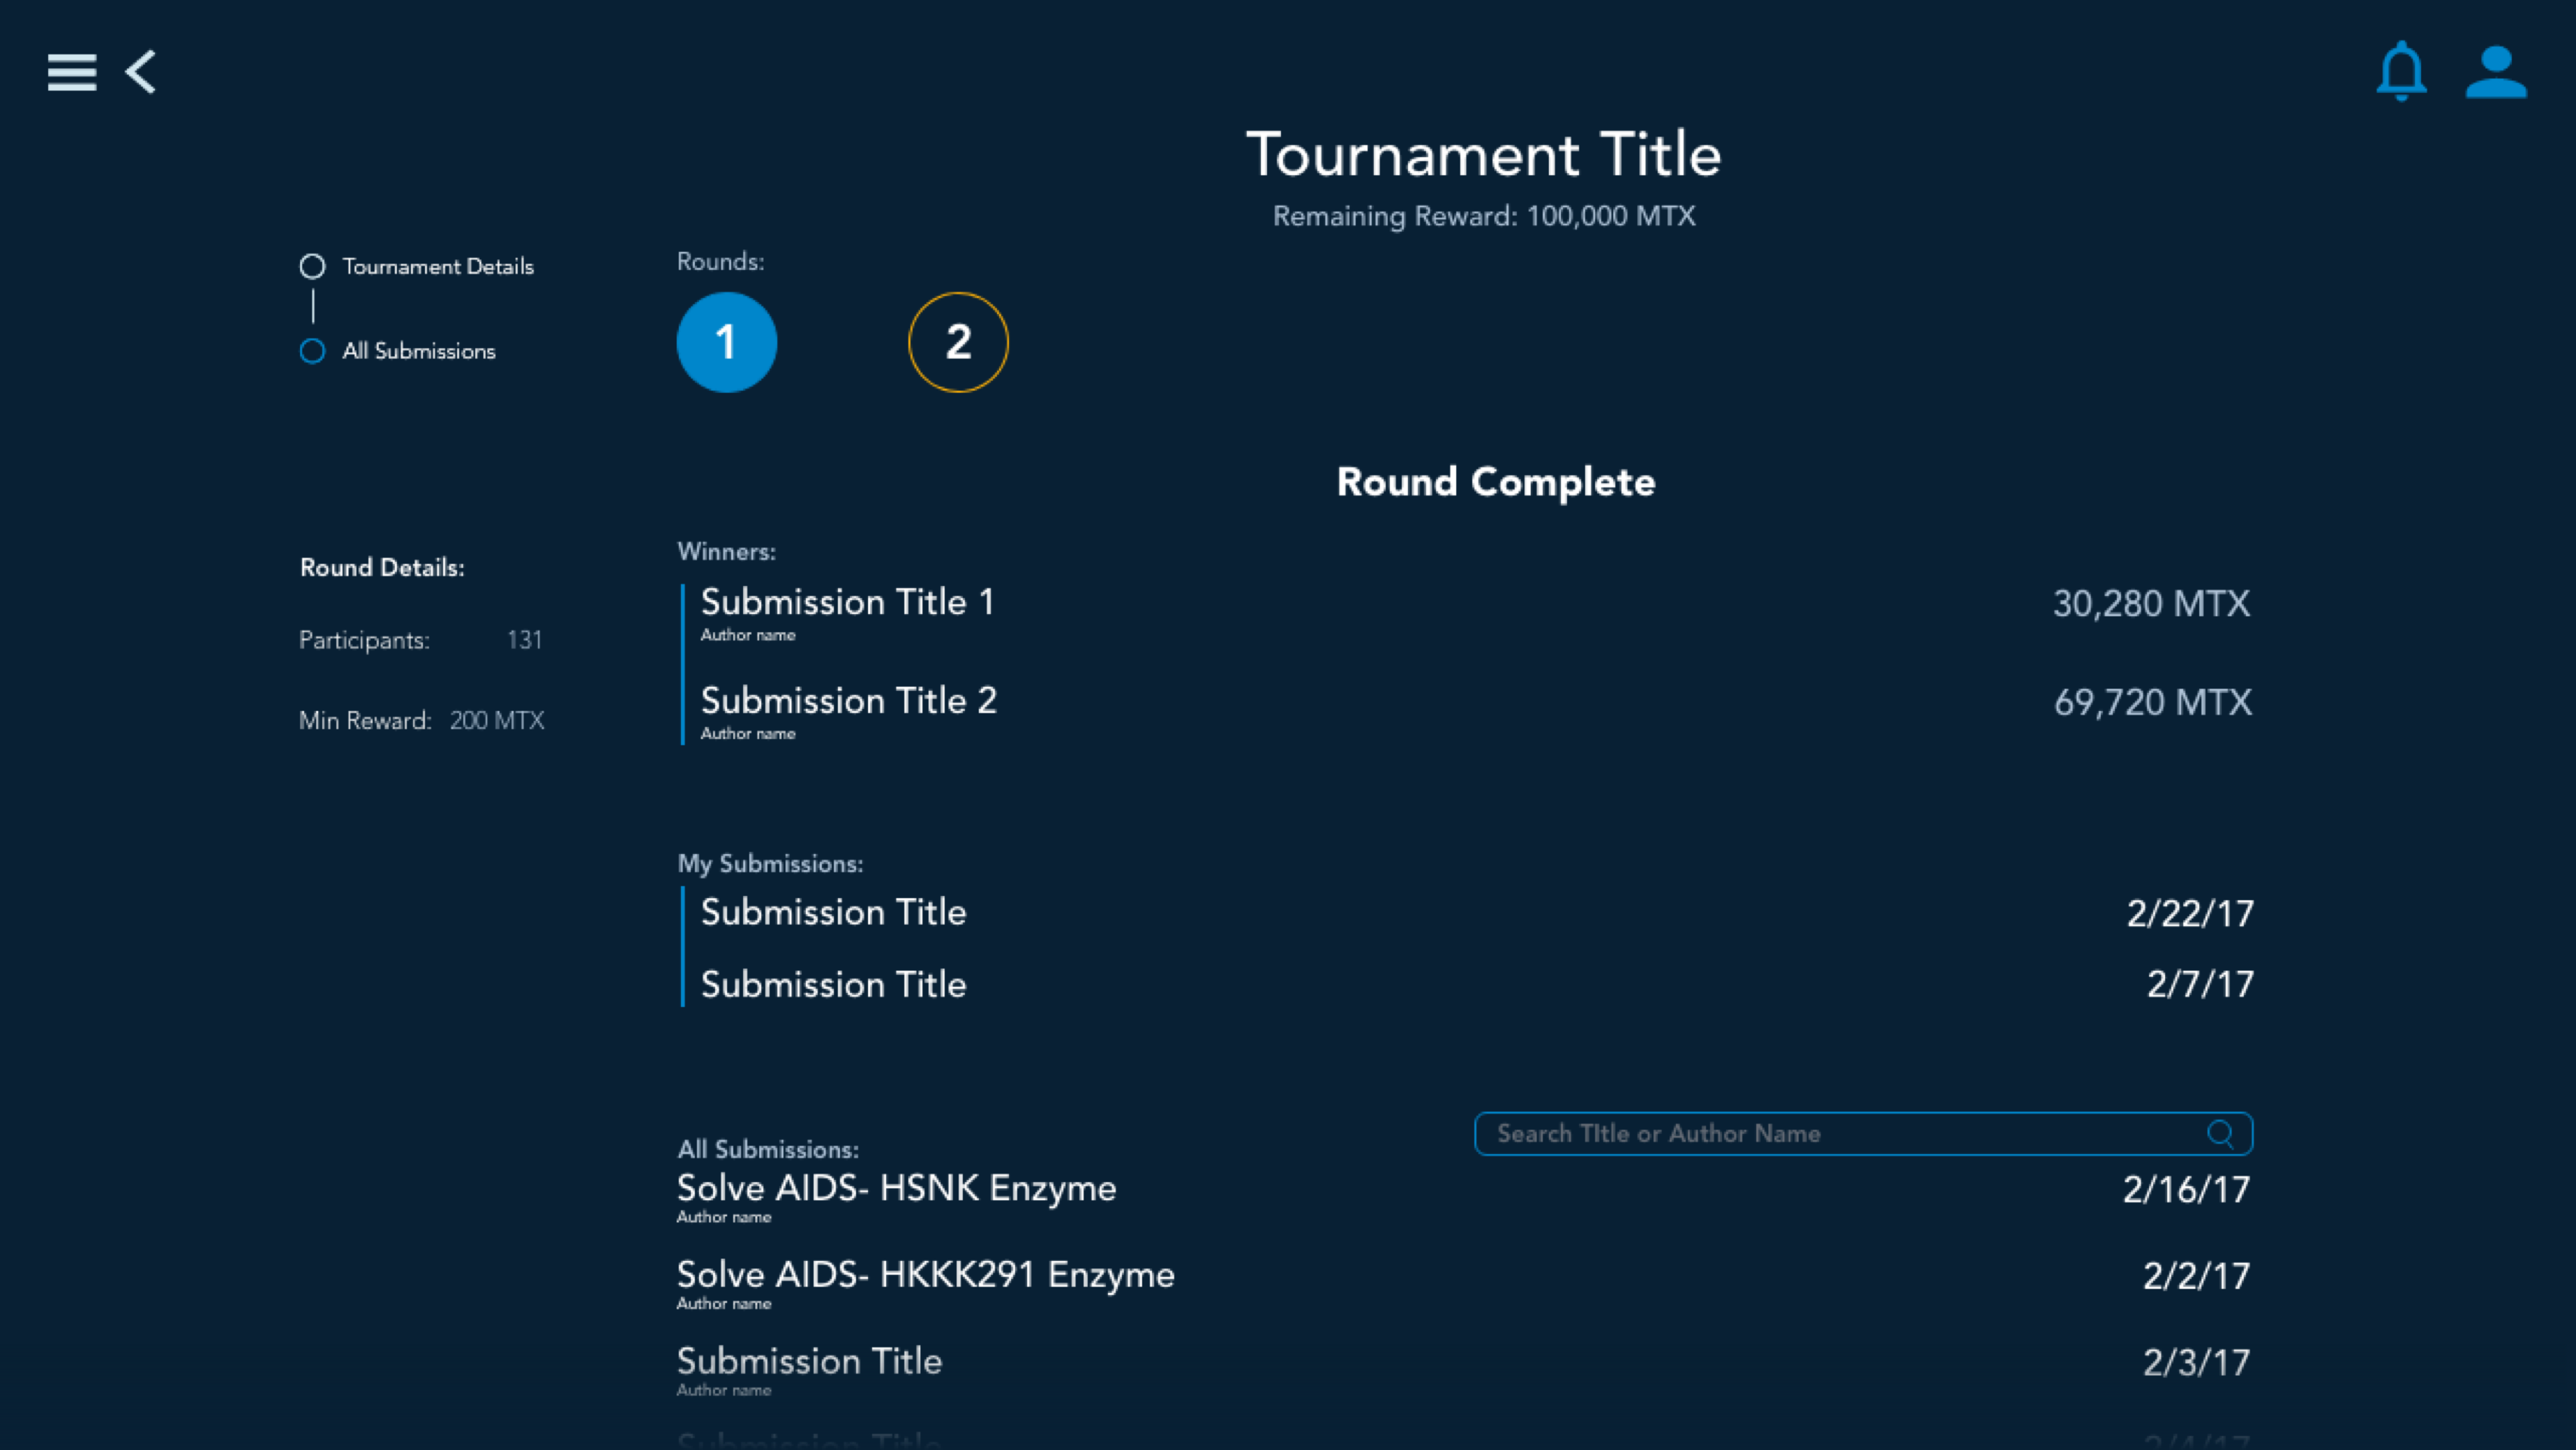 Tournament Title
Remaining Reward: 100,000 MTX
Tournament Details
All Submissions
Rounds:
1 2
Round Complete
Round Details:
Participants: 131
Min Reward: 200 MTX
Winners:
Submission Title 1 30,280 MTX
Author name
Submission Title 2 69,720 MTX
Author name
My Submissions:
Submission Title 2/22/17
Submission Title 2/7/17
All Submissions:
Search TItle or Author Name
Solve AIDS- HSNK Enzyme 2/16/17
Author name
Solve AIDS- HKKK291 Enzyme 2/2/17
Author name
Submission Title 2/3/17
Author name
Submission Title